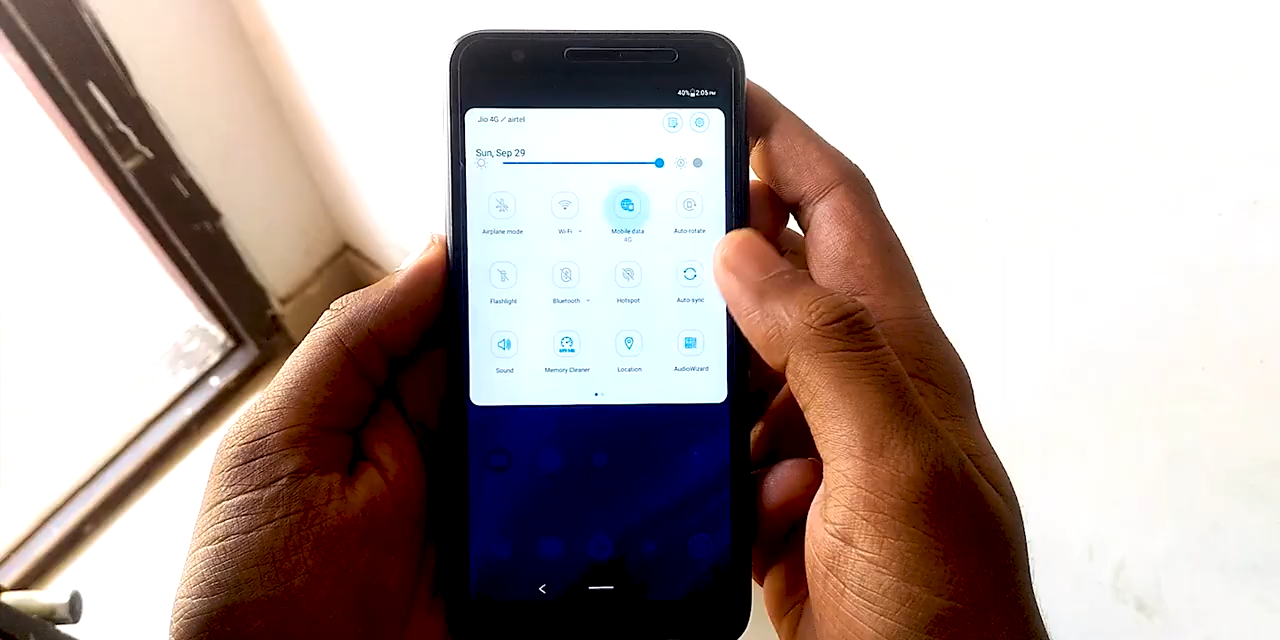 40% 2:05 PM
Jio 4G / airtel
Sun, Sep 29
Airplane mode Wi-Fi Mobile data Auto-rotate
4G
Flashlight Bluetooth Hotspot Auto-sync
Sound Memory Cleaner Location AudioWizard